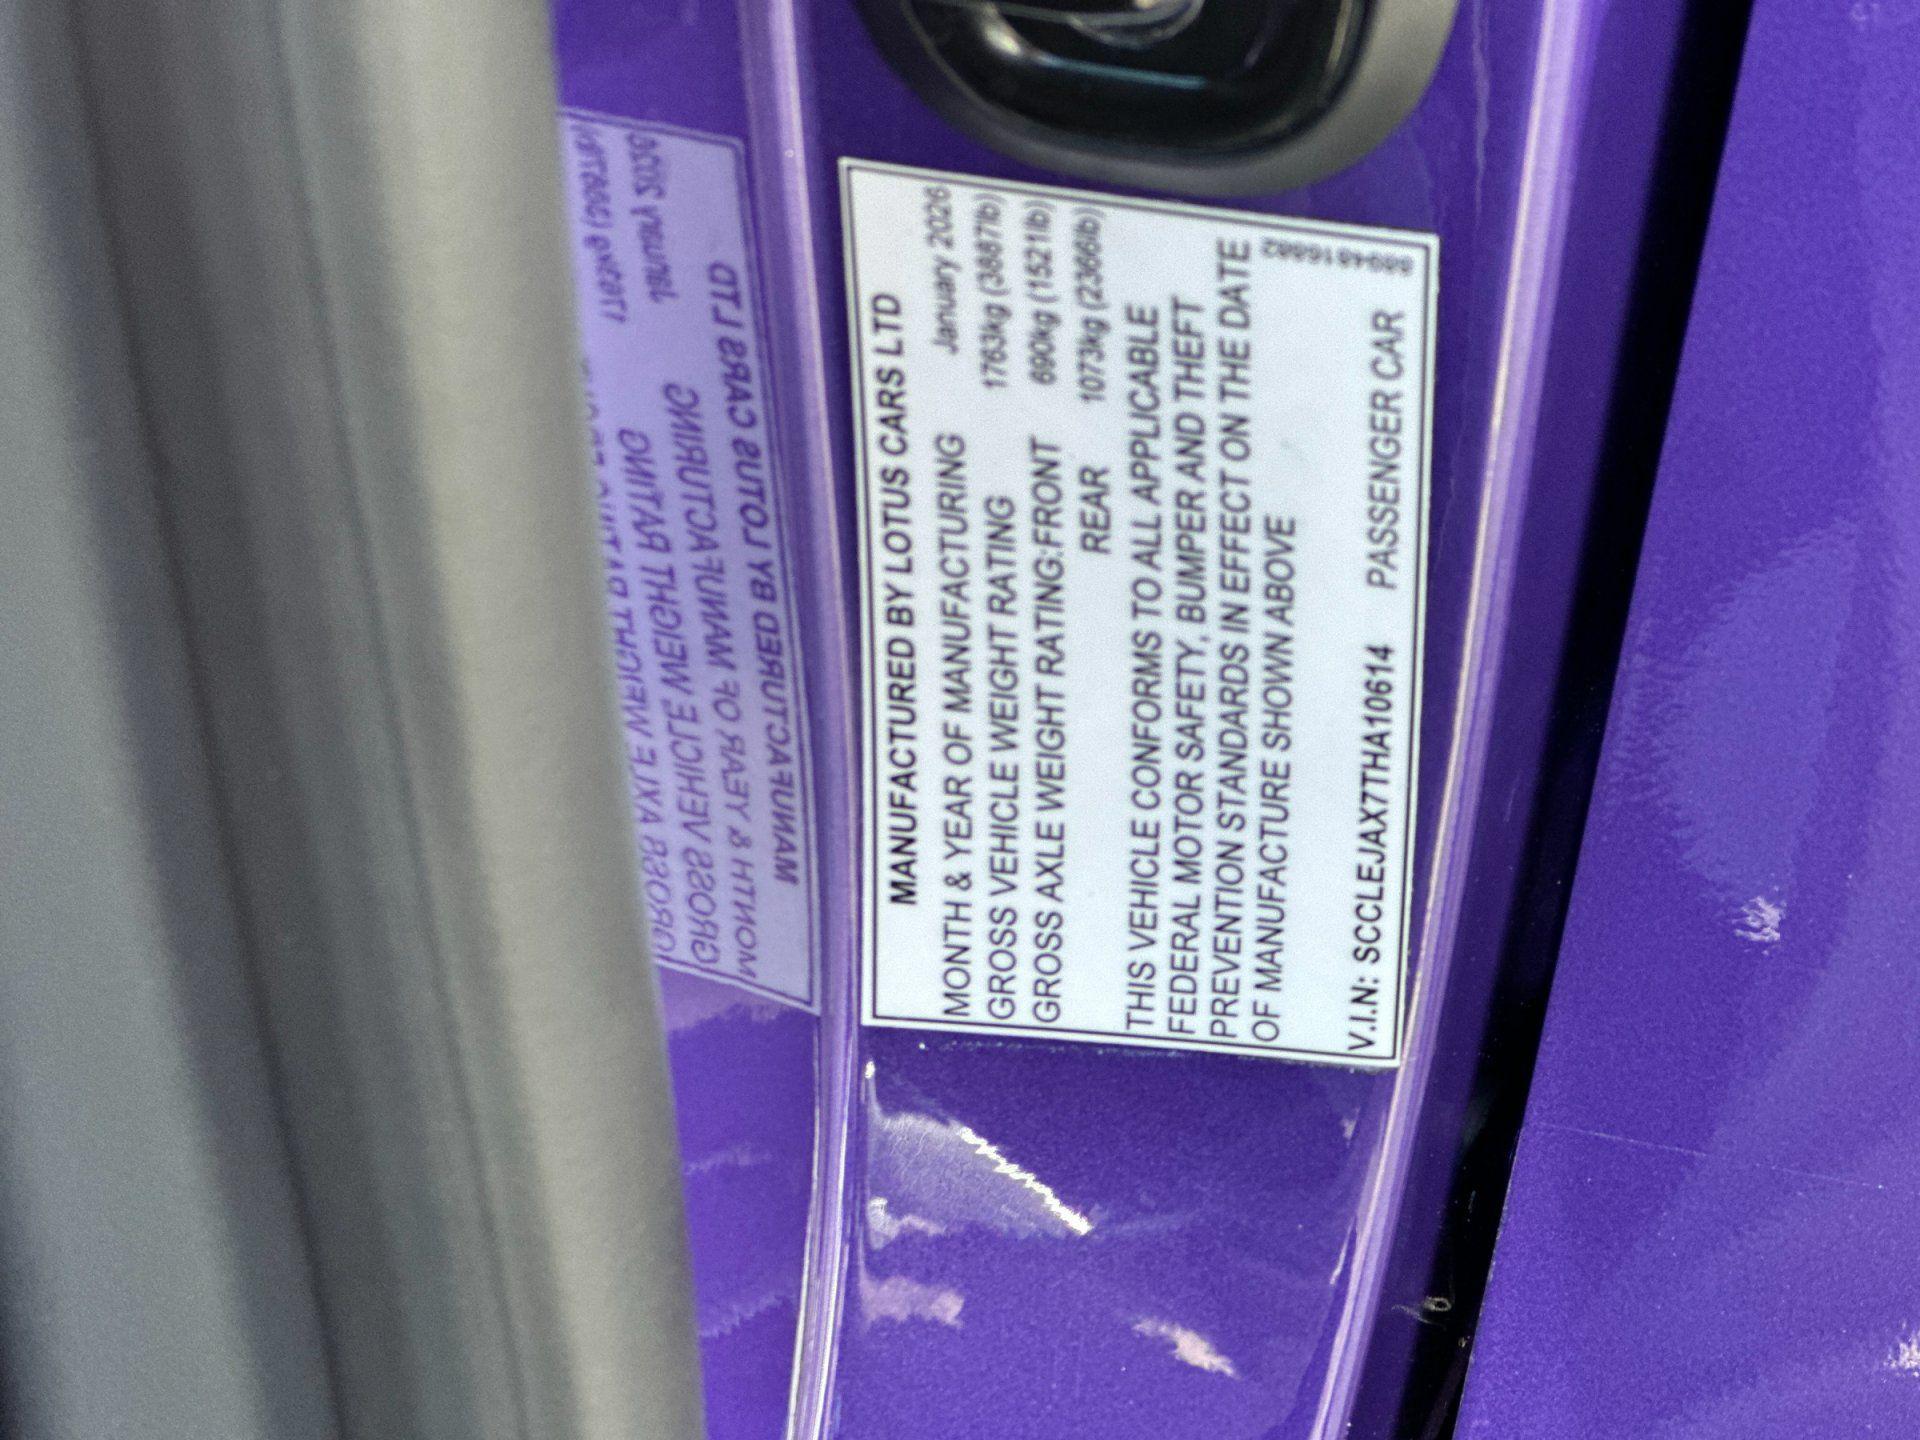 MANUFACTURED BY LOTUS CARS LTD
MONTH & YEAR OF MANUFACTURING January 2026
GROSS VEHICLE WEIGHT RATING 1763kg (3887lb)
GROSS AXLE WEIGHT RATING:FRONT 690kg (1521lb)
REAR 1073kg (2366lb)
THIS VEHICLE CONFORMS TO ALL APPLICABLE
FEDERAL MOTOR SAFETY, BUMPER AND THEFT
PREVENTION STANDARDS IN EFFECT ON THE DATE
OF MANUFACTURE SHOWN ABOVE
V.I.N: SCCLEJAX7THA10614 PASSENGER CAR